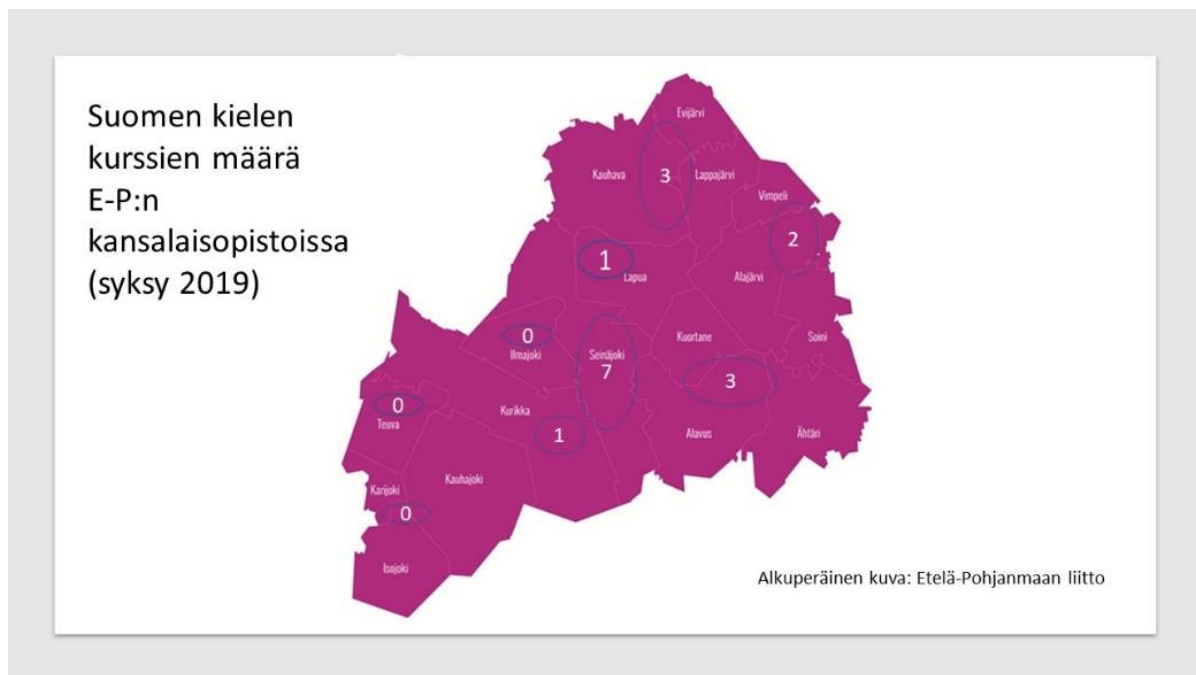 Suomen kielen
kurssien määrä
E-P:n
kansalaisopistoissa
(syksy 2019)
Evijärvi
Kauhava
3
Lappajärvi
Vimpeli
2
1
Lapua
Alajärvi
0
Ilmajoki
Seinäjoki
7
Kuortane
Soini
3
0
Teuva
Kurikka
1
Alavus
Ähtäri
Kauhajoki
Karijoki
0
Isojoki
Alkuperäinen kuva: Etelä-Pohjanmaan liitto